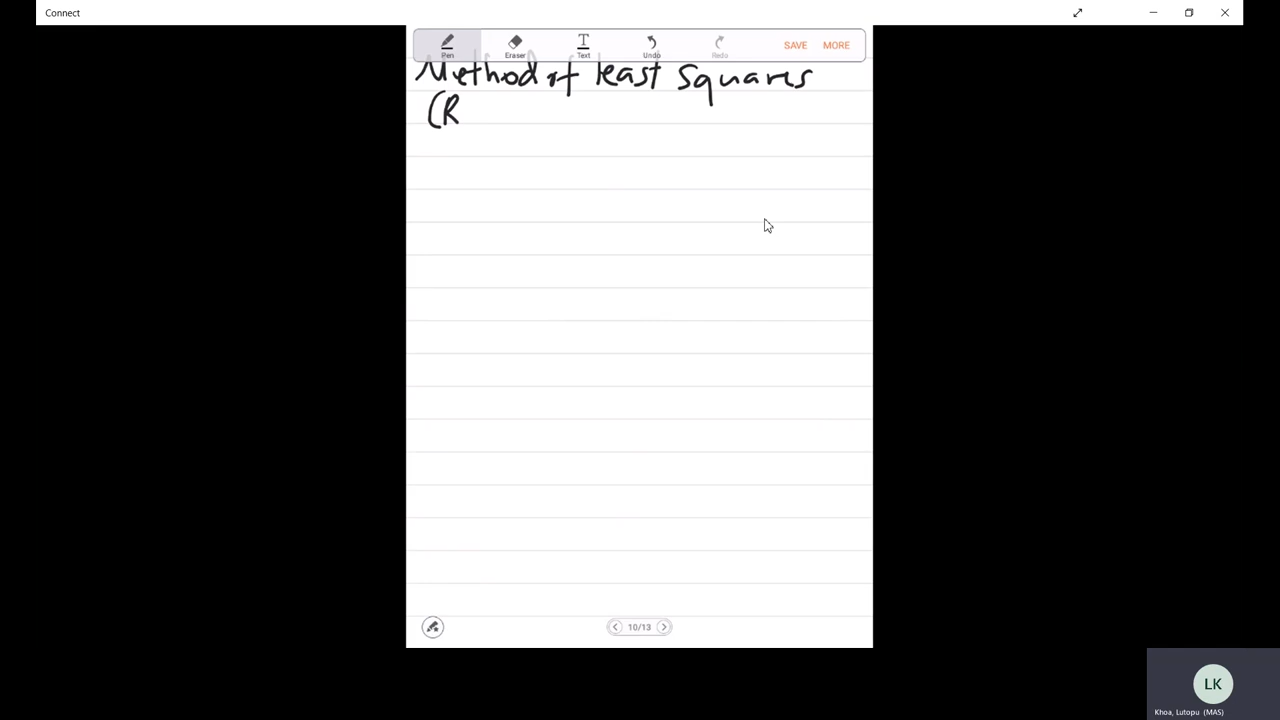 Connect
Pen
Eraser
Text
Undo
Redo
SAVE
MORE
Method of least squares
(R
10/13
LK
Khoa, Lutopu (MAS)